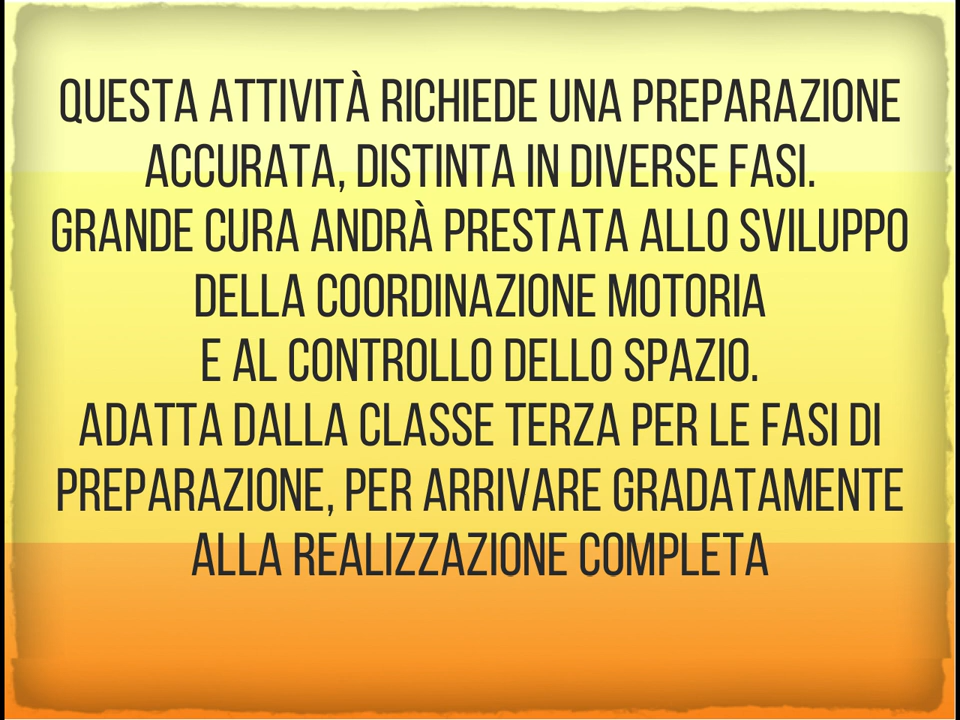 QUESTA ATTIVITÀ RICHIEDE UNA PREPARAZIONE
ACCURATA, DISTINTA IN DIVERSE FASI.
GRANDE CURA ANDRÀ PRESTATA ALLO SVILUPPO
DELLA COORDINAZIONE MOTORIA
E AL CONTROLLO DELLO SPAZIO.
ADATTA DALLA CLASSE TERZA PER LE FASI DI
PREPARAZIONE, PER ARRIVARE GRADATAMENTE
ALLA REALIZZAZIONE COMPLETA